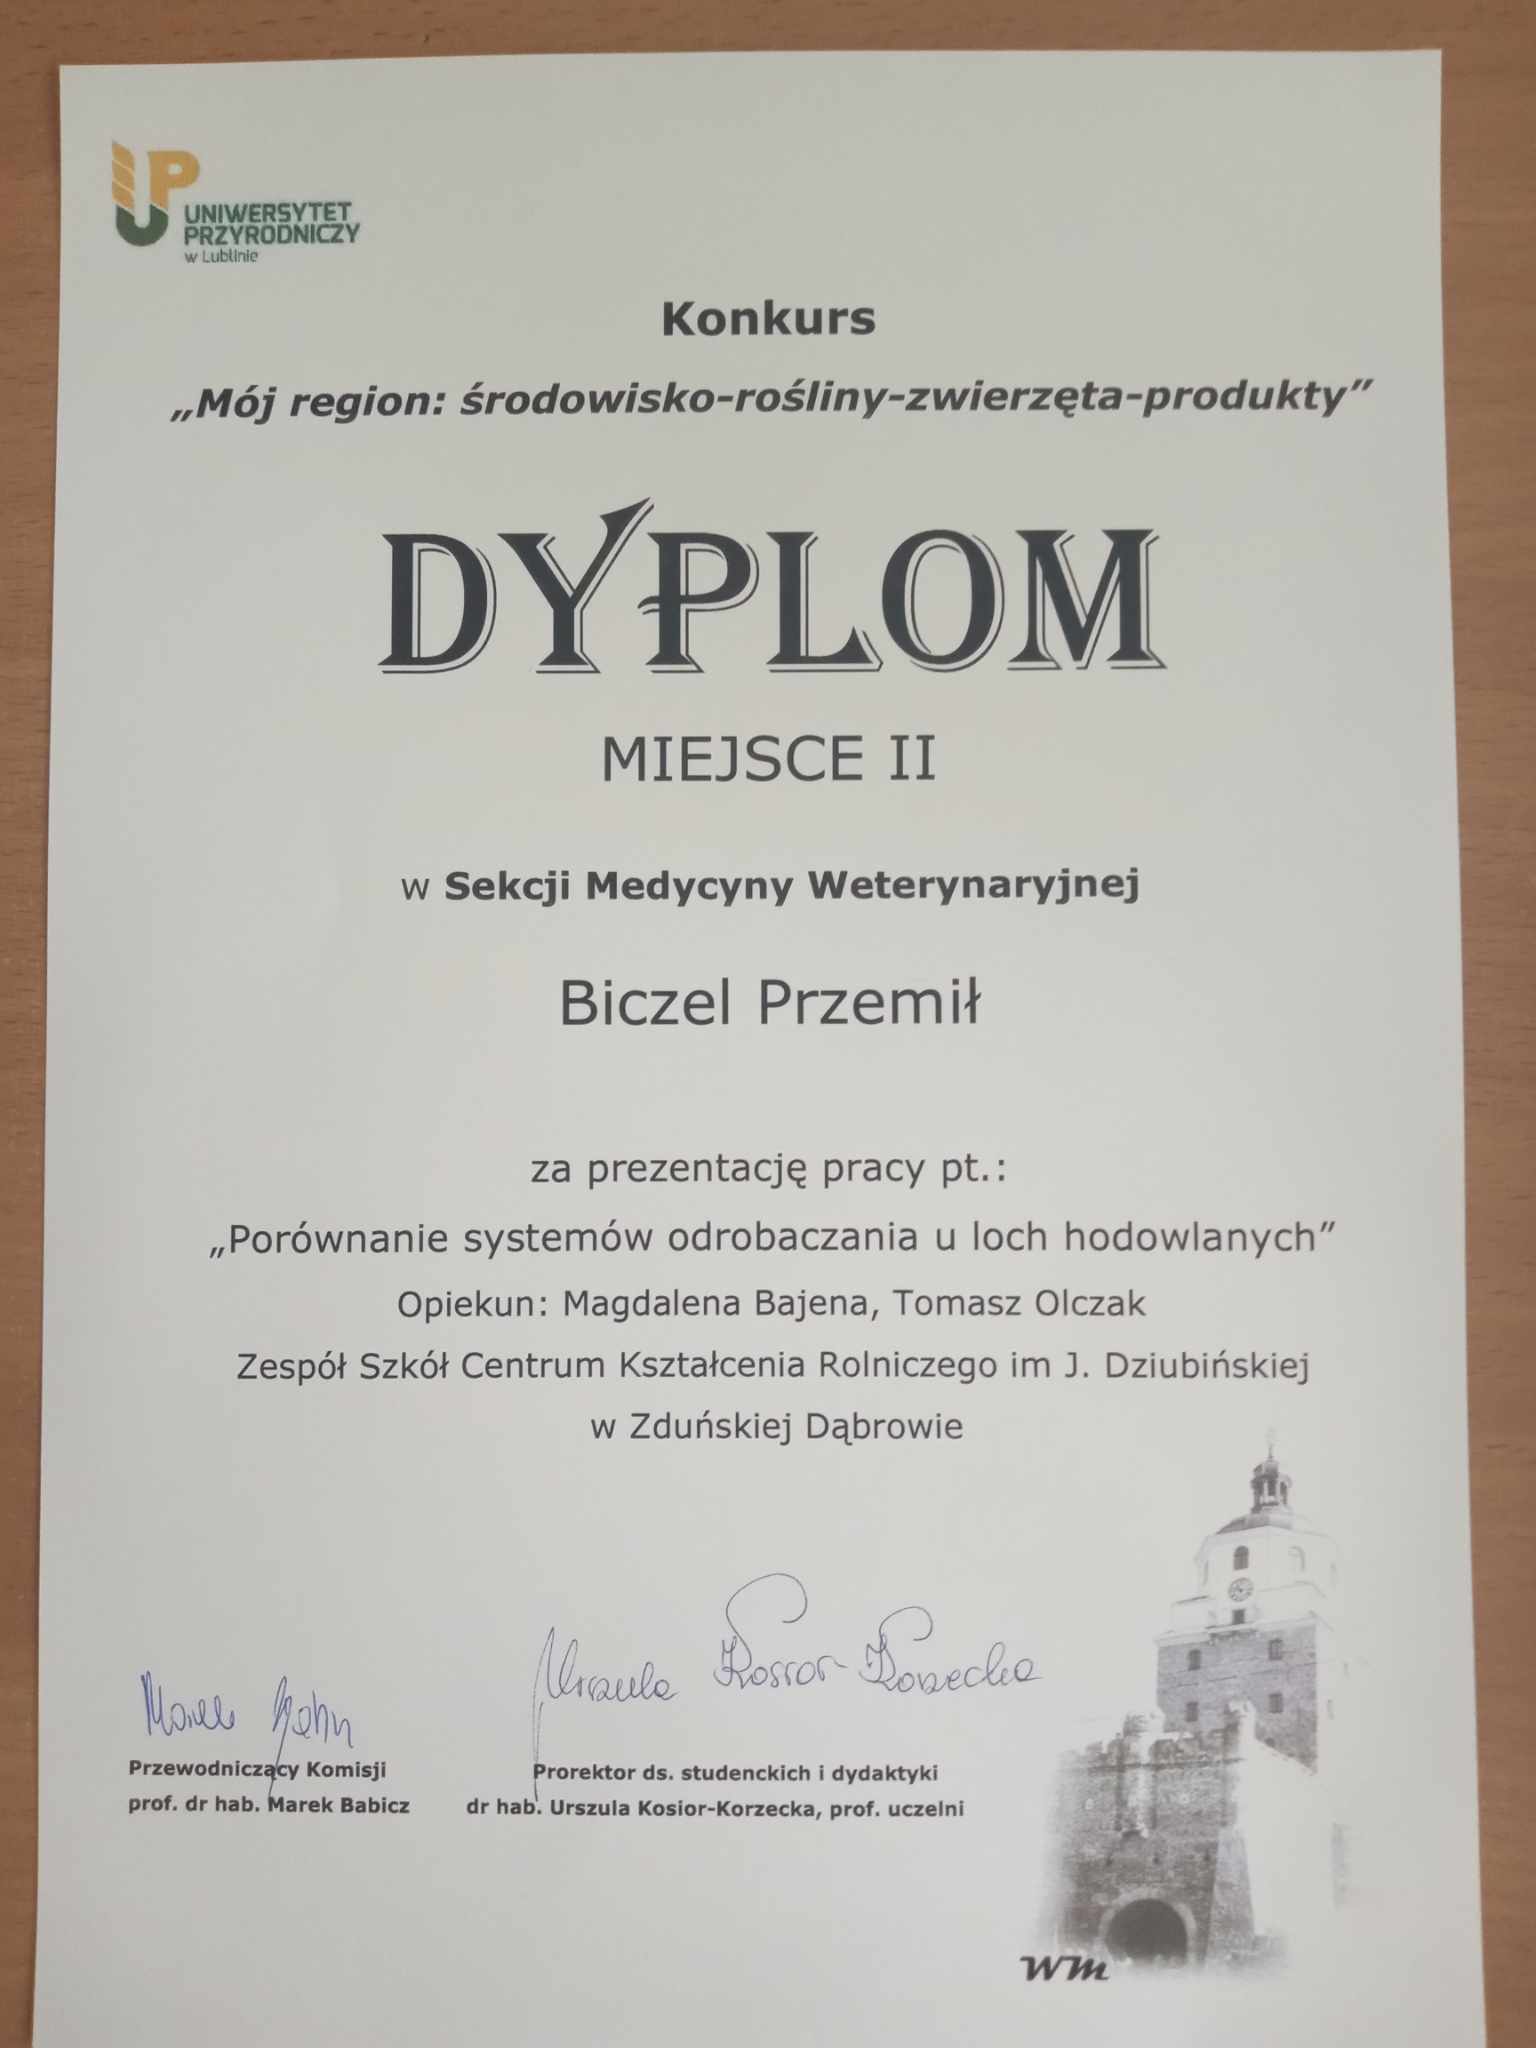 UP
UNIWERSYTET
PRZYRODNICZY
w Lublinie
Konkurs
„Mój region: środowisko-rośliny-zwierzęta-produkty”
DYPLOM
MIEJSCE II
w Sekcji Medycyny Weterynaryjnej
Biczel Przemił
za prezentację pracy pt.:
„Porównanie systemów odrobaczania u loch hodowlanych”
Opiekun: Magdalena Bajena, Tomasz Olczak
Zespół Szkół Centrum Kształcenia Rolniczego im J. Dziubińskiej
w Zduńskiej Dąbrowie
Marek
Urszula Kosior-Korzecka
Przewodniczący Komisji
prof. dr hab. Marek Babicz
Prorektor ds. studenckich i dydaktyki
dr hab. Urszula Kosior-Korzecka, prof. uczelni
WM